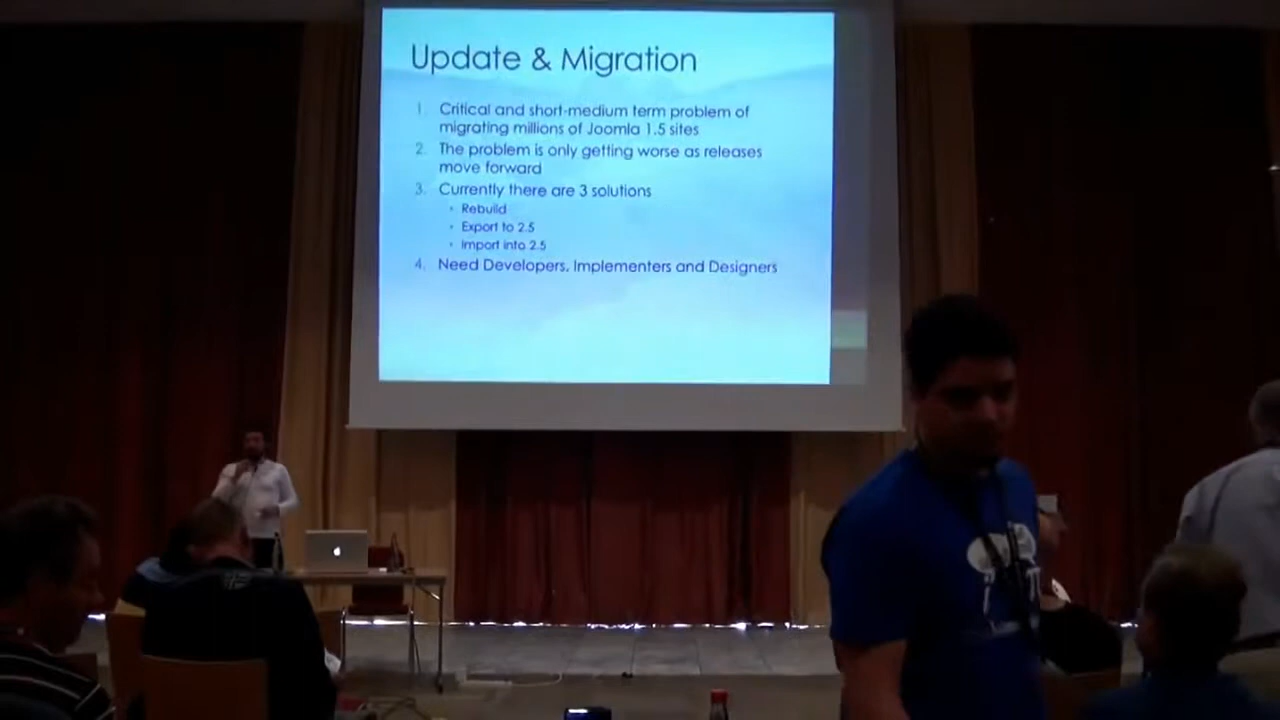 Update & Migration
1. Critical and short-medium term problem of
migrating millions of Joomla 1.5 sites
2. The problem is only getting worse as releases
move forward
3. Currently there are 3 solutions
• Rebuild
• Export to 2.5
• Import into 2.5
4. Need Developers, Implementers and Designers